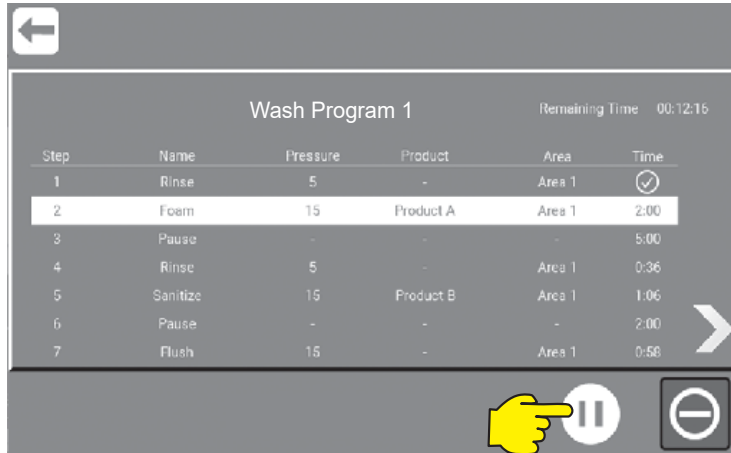 Wash Program 1 Remaining Time 00:12:16
Step Name Pressure Product Area Time
1 Rinse 5 - Area 1
2 Foam 15 Product A Area 1 2:00
3 Pause - - - 5:00
4 Rinse 5 - Area 1 0:36
5 Sanitize 15 Product B Area 1 1:06
6 Pause - - - 2:00
7 Flush 15 - Area 1 0:58